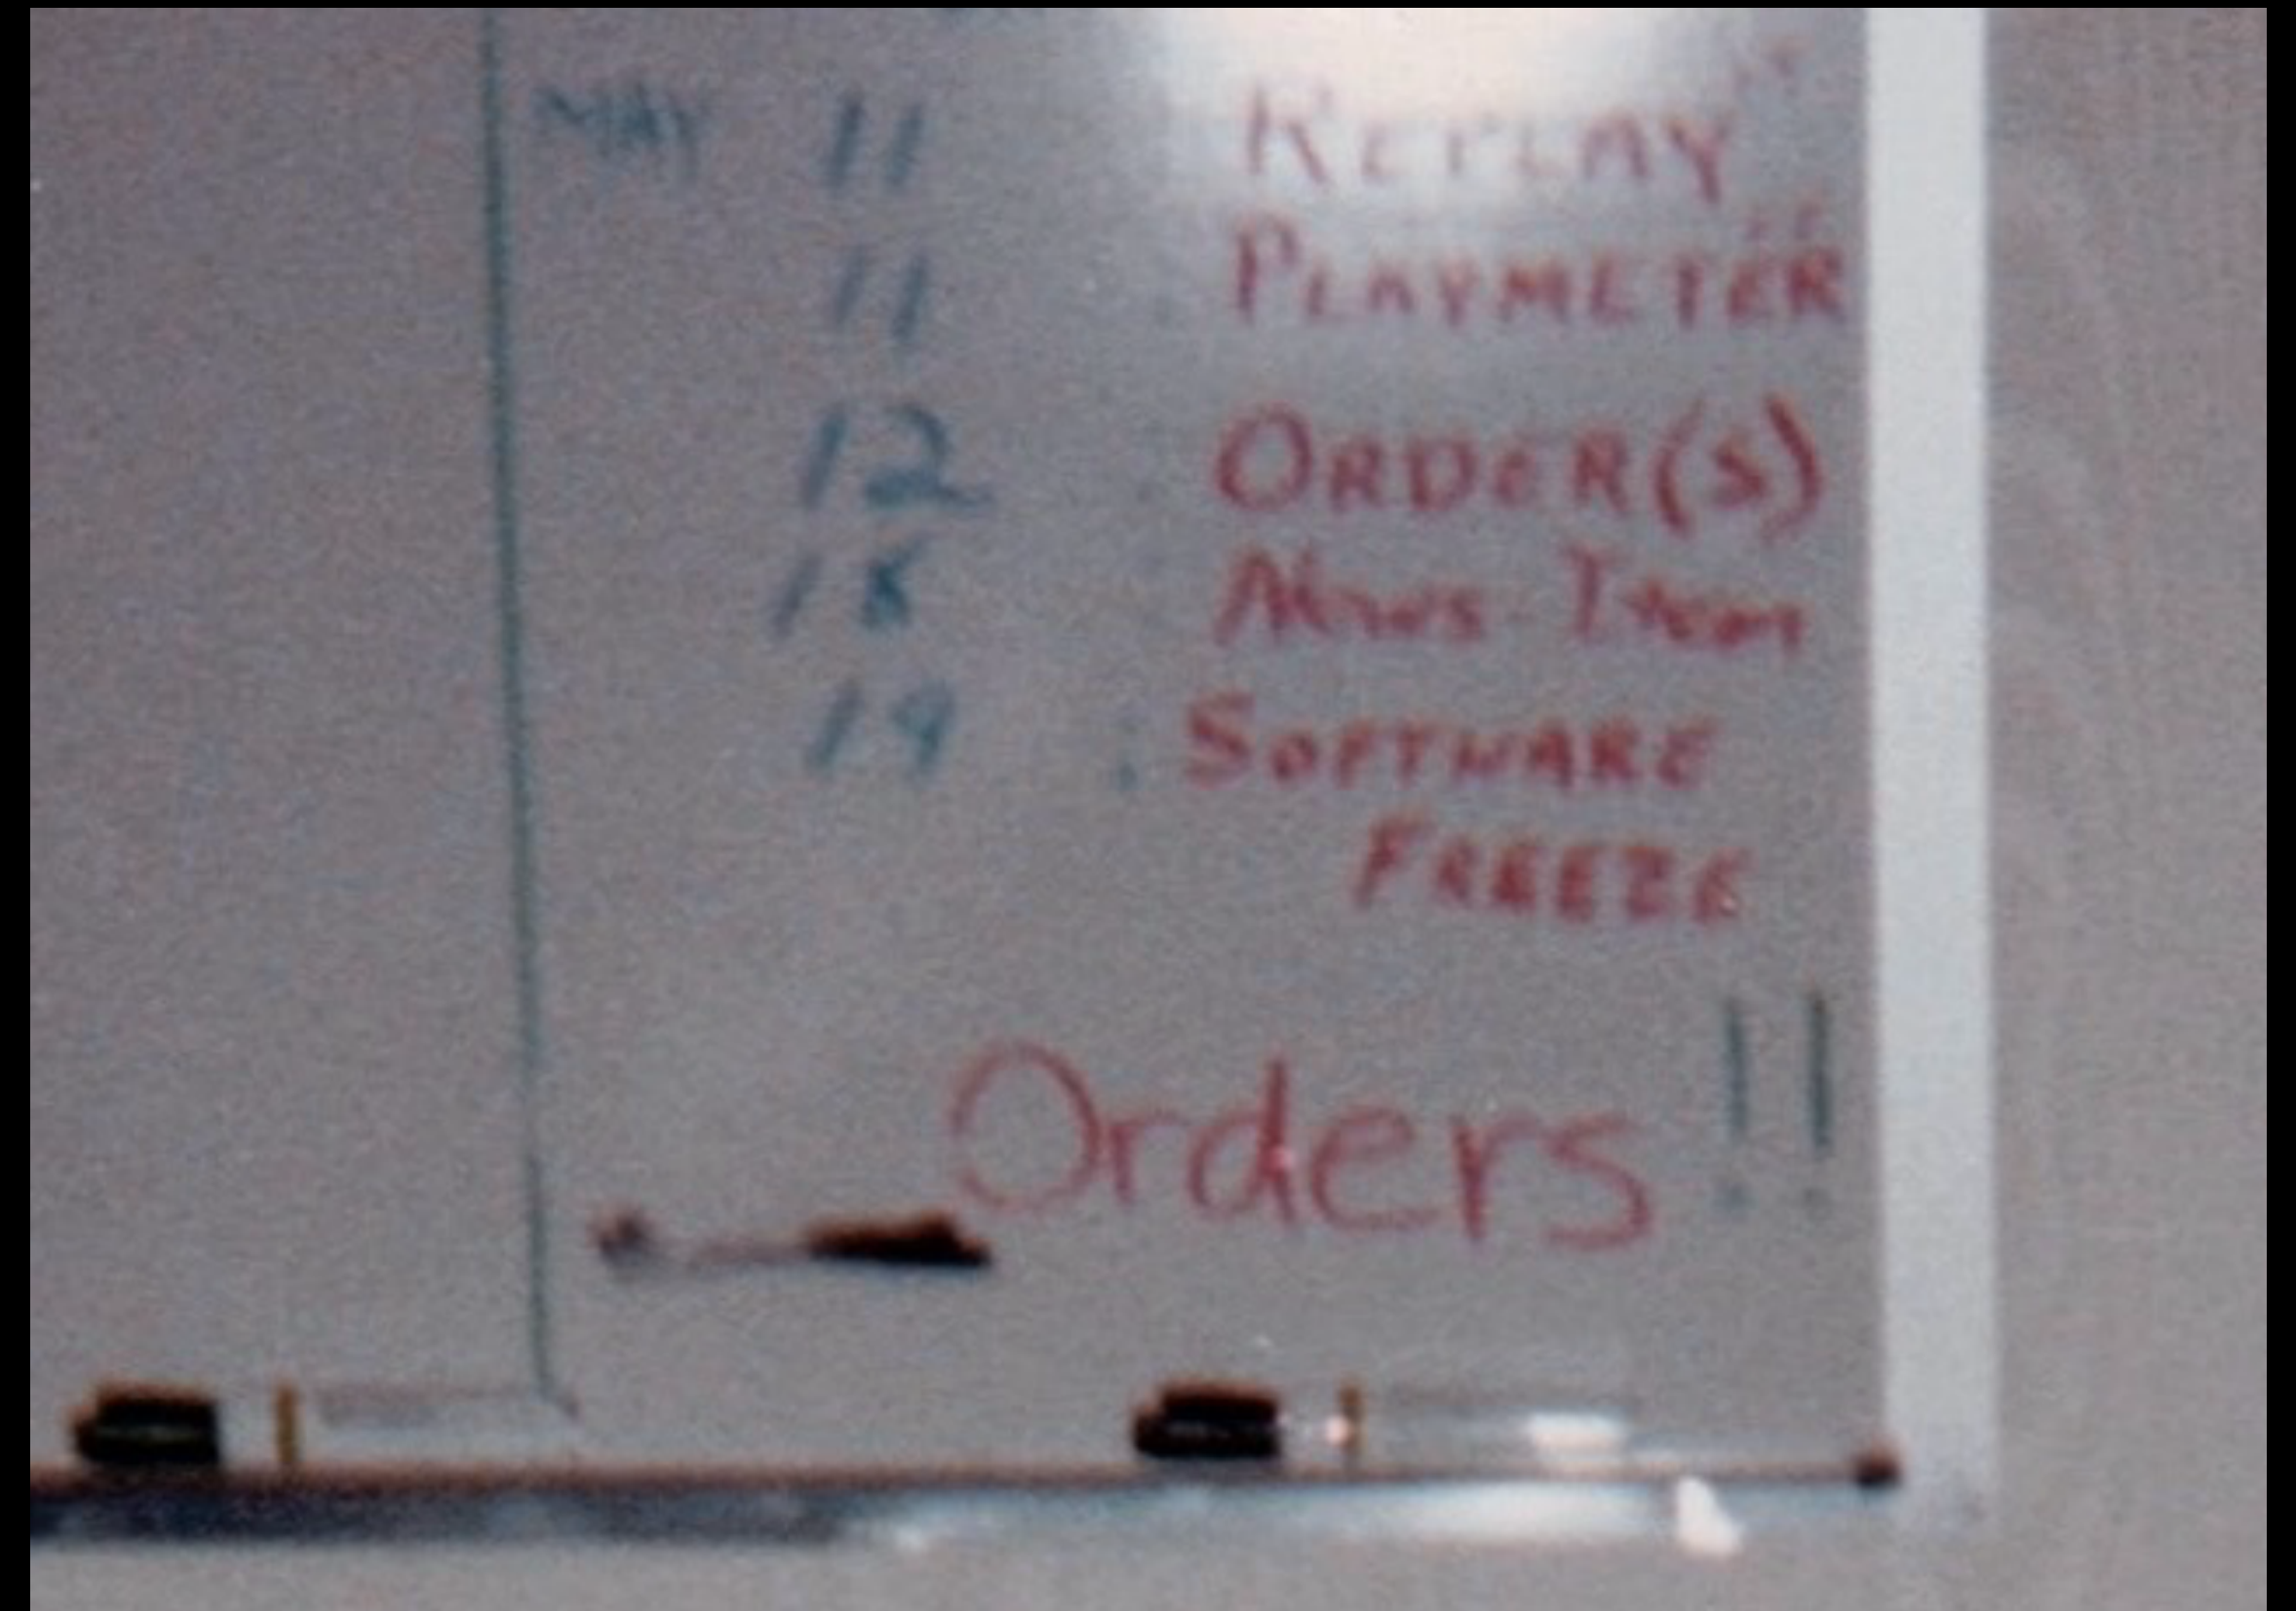 MAY 11 REPLAY
11 PLAYMETER
12 ORDER(S)
18 News Item
19 SOFTWARE
FREEZE
Orders !!